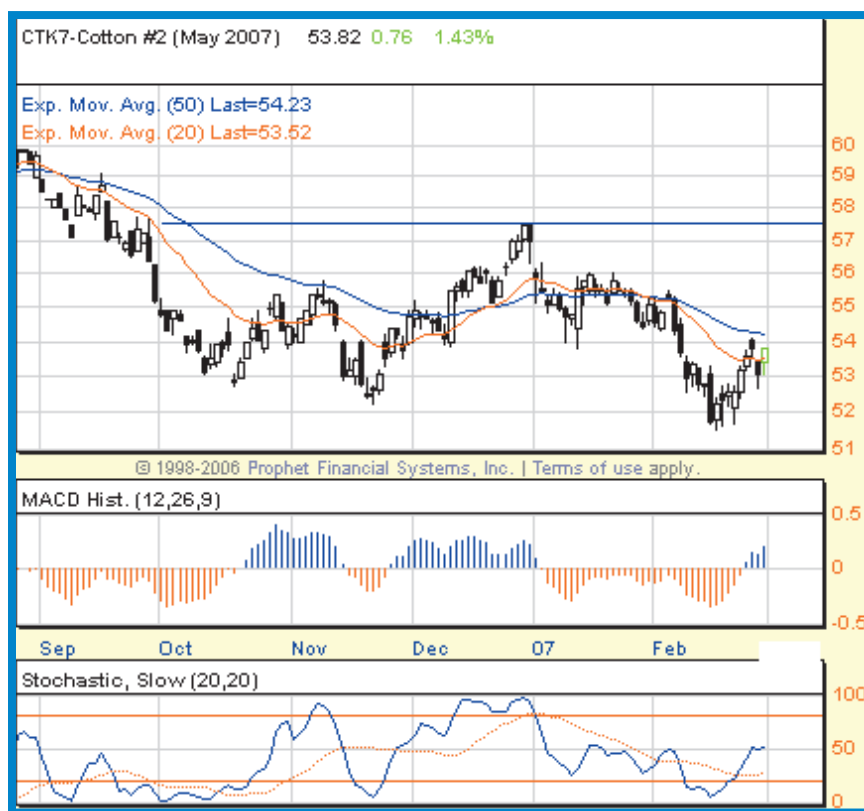 CTK7-Cotton #2 (May 2007) 53.82 0.76 1.43%
Exp. Mov. Avg. (50) Last=54.23
Exp. Mov. Avg. (20) Last=53.52
60
59
58
57
56
55
54
53
52
51
© 1998-2006 Prophet Financial Systems, Inc. | Terms of use apply.
MACD Hist. (12,26,9)
0.5
0
-0.5
Sep Oct Nov Dec 07 Feb
Stochastic, Slow (20,20)
100
50
0